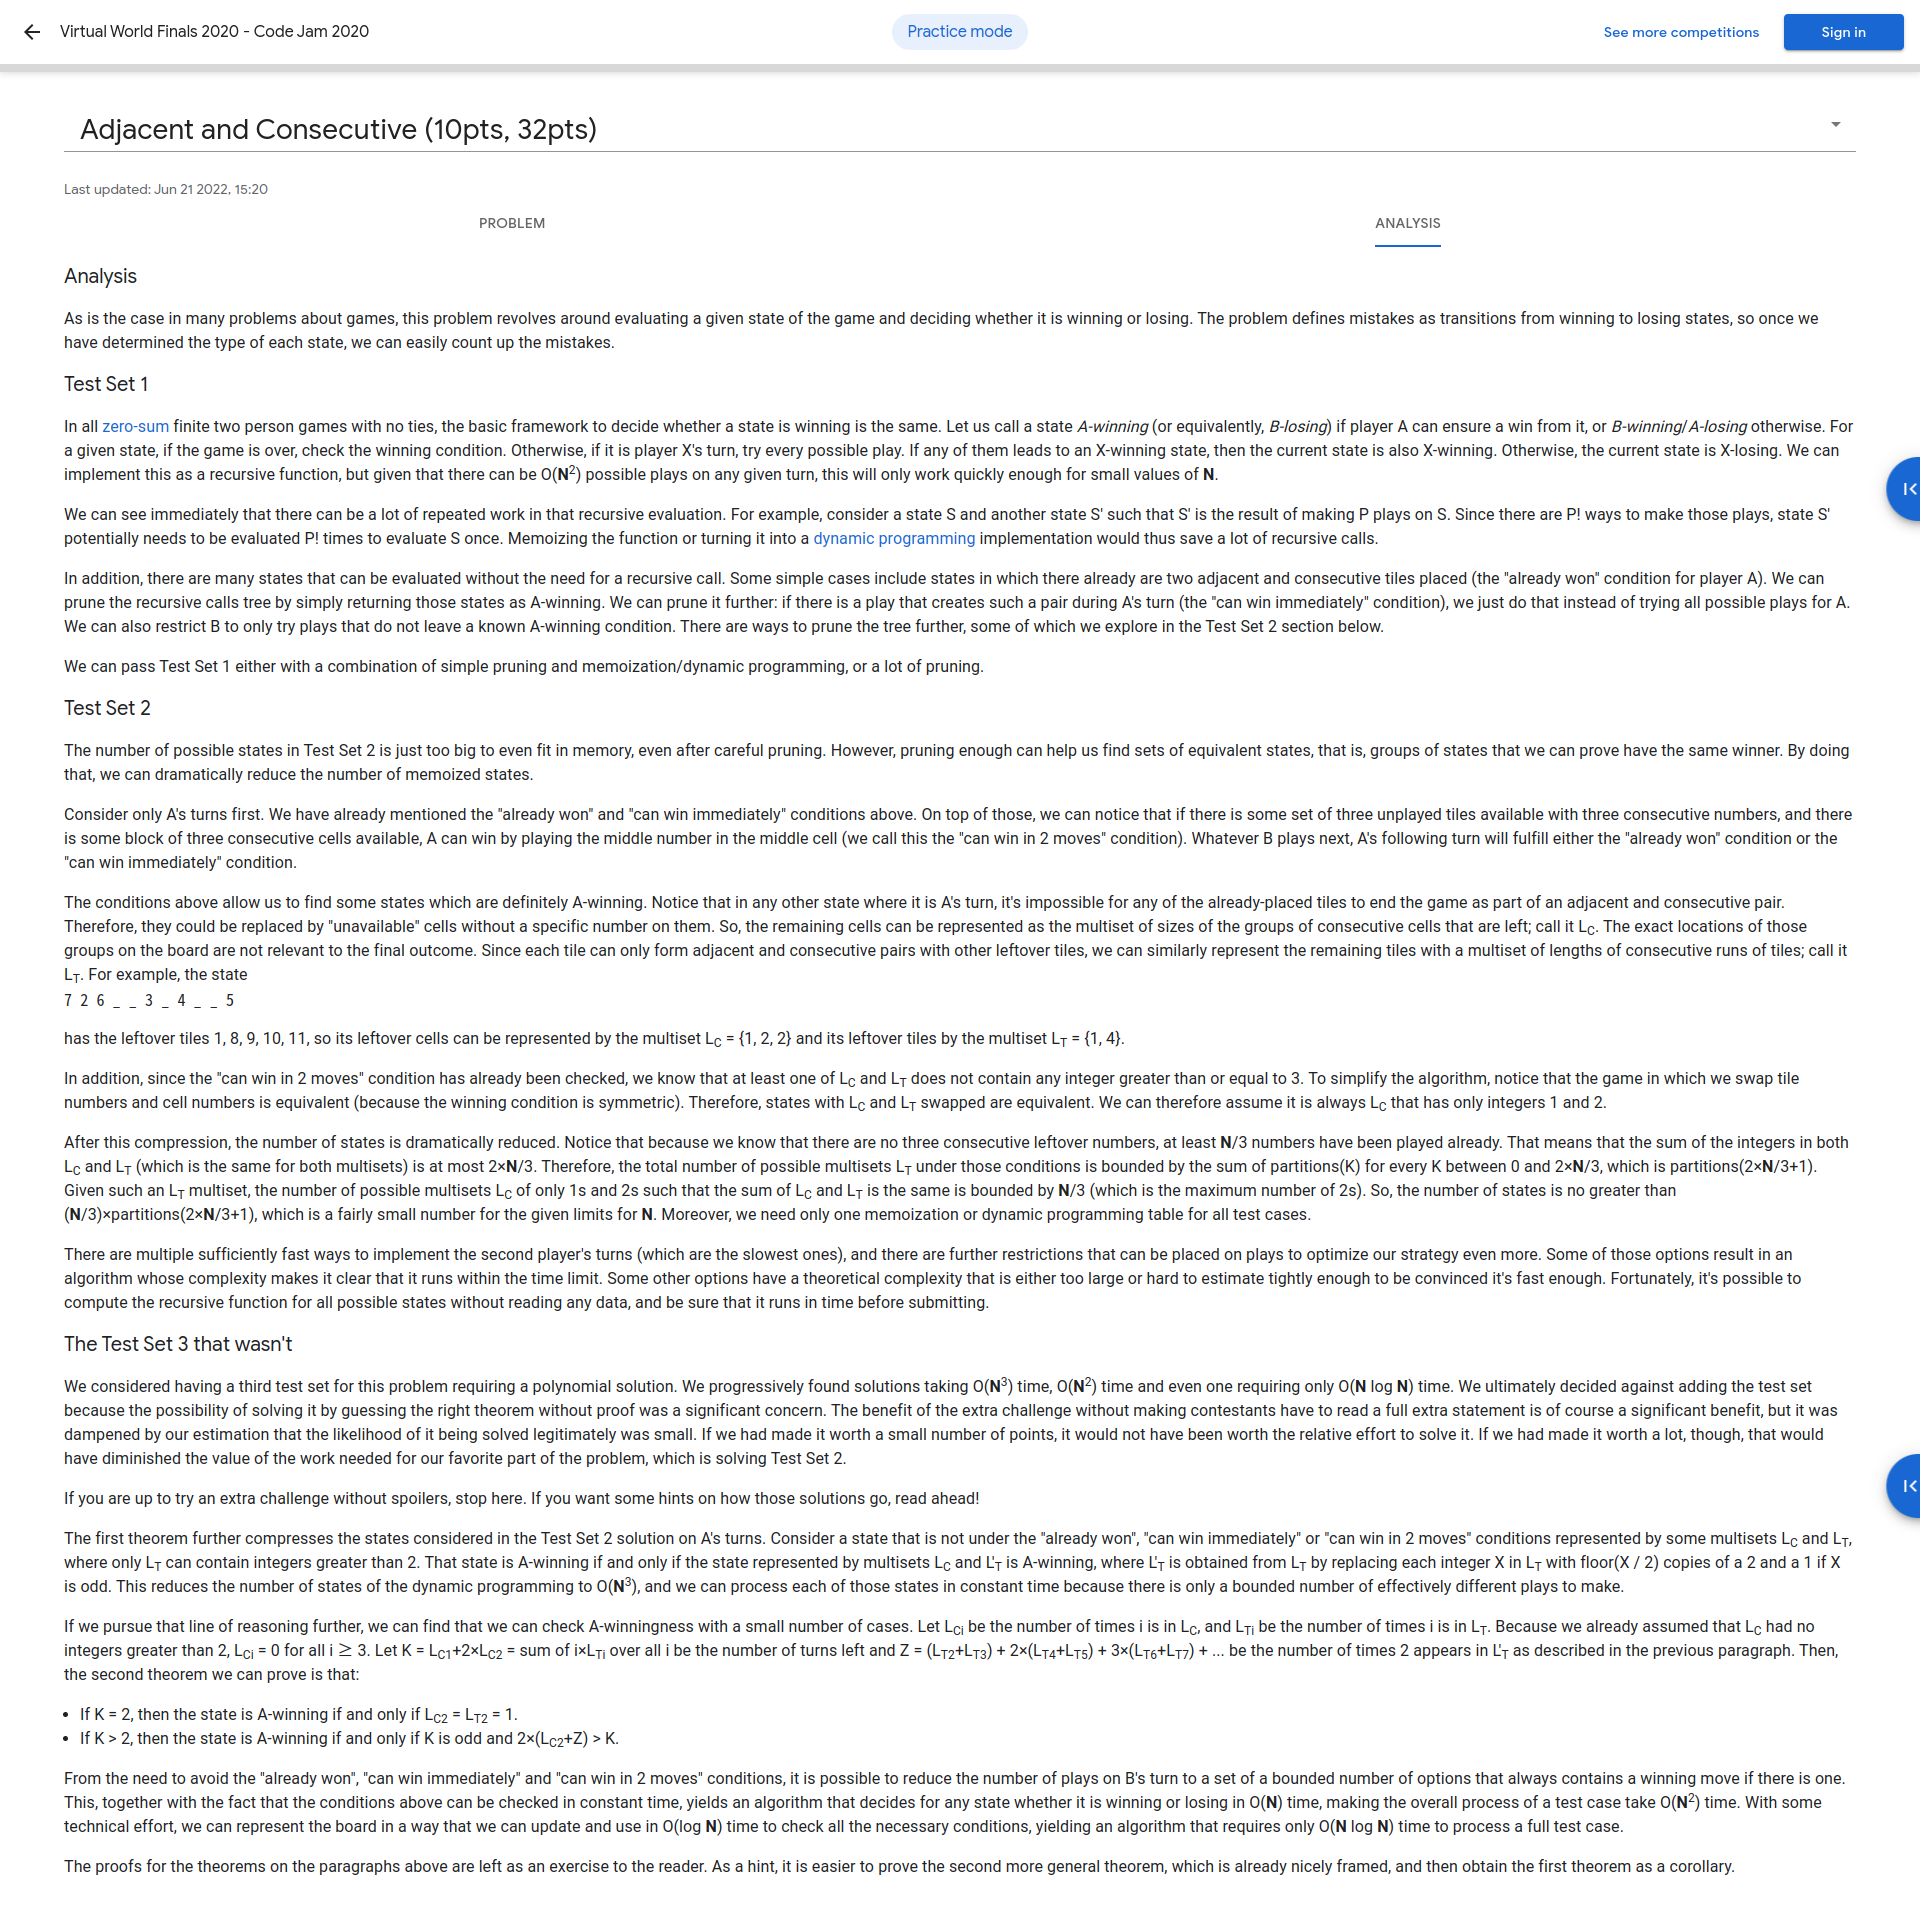 Virtual World Finals 2020 - Code Jam 2020
Practice mode
See more competitions
Sign in
Adjacent and Consecutive (10pts, 32pts)
Last updated: Jun 21 2022, 15:20
PROBLEM
ANALYSIS
Analysis
As is the case in many problems about games, this problem revolves around evaluating a given state of the game and deciding whether it is winning or losing. The problem defines mistakes as transitions from winning to losing states, so once we
have determined the type of each state, we can easily count up the mistakes.
Test Set 1
In all zero-sum finite two person games with no ties, the basic framework to decide whether a state is winning is the same. Let us call a state A-winning (or equivalently, B-losing) if player A can ensure a win from it, or B-winning/A-losing otherwise. For
a given state, if the game is over, check the winning condition. Otherwise, if it is player X's turn, try every possible play. If any of them leads to an X-winning state, then the current state is also X-winning. Otherwise, the current state is X-losing. We can
implement this as a recursive function, but given that there can be O(N²) possible plays on any given turn, this will only work quickly enough for small values of N.
We can see immediately that there can be a lot of repeated work in that recursive evaluation. For example, consider a state S and another state S' such that S' is the result of making P plays on S. Since there are P! ways to make those plays, state S'
potentially needs to be evaluated P! times to evaluate S once. Memoizing the function or turning it into a dynamic programming implementation would thus save a lot of recursive calls.
In addition, there are many states that can be evaluated without the need for a recursive call. Some simple cases include states in which there already are two adjacent and consecutive tiles placed (the "already won" condition for player A). We can
prune the recursive calls tree by simply returning those states as A-winning. We can prune it further: if there is a play that creates such a pair during A's turn (the "can win immediately" condition), we just do that instead of trying all possible plays for A.
We can also restrict B to only try plays that do not leave a known A-winning condition. There are ways to prune the tree further, some of which we explore in the Test Set 2 section below.
We can pass Test Set 1 either with a combination of simple pruning and memoization/dynamic programming, or a lot of pruning.
Test Set 2
The number of possible states in Test Set 2 is just too big to even fit in memory, even after careful pruning. However, pruning enough can help us find sets of equivalent states, that is, groups of states that we can prove have the same winner. By doing
that, we can dramatically reduce the number of memoized states.
Consider only A's turns first. We have already mentioned the "already won" and "can win immediately" conditions above. On top of those, we can notice that if there is some set of three unplayed tiles available with three consecutive numbers, and there
is some block of three consecutive cells available, A can win by playing the middle number in the middle cell (we call this the "can win in 2 moves" condition). Whatever B plays next, A's following turn will fulfill either the "already won" condition or the
"can win immediately" condition.
The conditions above allow us to find some states which are definitely A-winning. Notice that in any other state where it is A's turn, it's impossible for any of the already-placed tiles to end the game as part of an adjacent and consecutive pair.
Therefore, they could be replaced by "unavailable" cells without a specific number on them. So, the remaining cells can be represented as the multiset of sizes of the groups of consecutive cells that are left; call it L_C. The exact locations of those
groups on the board are not relevant to the final outcome. Since each tile can only form adjacent and consecutive pairs with other leftover tiles, we can similarly represent the remaining tiles with a multiset of lengths of consecutive runs of tiles; call it
L_T. For example, the state
7 2 6 _ _ 3 _ 4 _ _ 5
has the leftover tiles 1, 8, 9, 10, 11, so its leftover cells can be represented by the multiset L_C = {1, 2, 2} and its leftover tiles by the multiset L_T = {1, 4}.
In addition, since the "can win in 2 moves" condition has already been checked, we know that at least one of L_C and L_T does not contain any integer greater than or equal to 3. To simplify the algorithm, notice that the game in which we swap tile
numbers and cell numbers is equivalent (because the winning condition is symmetric). Therefore, states with L_C and L_T swapped are equivalent. We can therefore assume it is always L_C that has only integers 1 and 2.
After this compression, the number of states is dramatically reduced. Notice that because we know that there are no three consecutive leftover numbers, at least N/3 numbers have been played already. That means that the sum of the integers in both
L_C and L_T (which is the same for both multisets) is at most 2×N/3. Therefore, the total number of possible multisets L_T under those conditions is bounded by the sum of partitions(K) for every K between 0 and 2×N/3, which is partitions(2×N/3+1).
Given such an L_T multiset, the number of possible multisets L_C of only 1s and 2s such that the sum of L_C and L_T is the same is bounded by N/3 (which is the maximum number of 2s). So, the number of states is no greater than
(N/3)×partitions(2×N/3+1), which is a fairly small number for the given limits for N. Moreover, we need only one memoization or dynamic programming table for all test cases.
There are multiple sufficiently fast ways to implement the second player's turns (which are the slowest ones), and there are further restrictions that can be placed on plays to optimize our strategy even more. Some of those options result in an
algorithm whose complexity makes it clear that it runs within the time limit. Some other options have a theoretical complexity that is either too large or hard to estimate tightly enough to be convinced it's fast enough. Fortunately, it's possible to
compute the recursive function for all possible states without reading any data, and be sure that it runs in time before submitting.
The Test Set 3 that wasn't
We considered having a third test set for this problem requiring a polynomial solution. We progressively found solutions taking O(N³) time, O(N²) time and even one requiring only O(N log N) time. We ultimately decided against adding the test set
because the possibility of solving it by guessing the right theorem without proof was a significant concern. The benefit of the extra challenge without making contestants have to read a full extra statement is of course a significant benefit, but it was
dampened by our estimation that the likelihood of it being solved legitimately was small. If we had made it worth a small number of points, it would not have been worth the relative effort to solve it. If we had made it worth a lot, though, that would
have diminished the value of the work needed for our favorite part of the problem, which is solving Test Set 2.
If you are up to try an extra challenge without spoilers, stop here. If you want some hints on how those solutions go, read ahead!
The first theorem further compresses the states considered in the Test Set 2 solution on A's turns. Consider a state that is not under the "already won", "can win immediately" or "can win in 2 moves" conditions represented by some multisets L_C and L_T,
where only L_T can contain integers greater than 2. That state is A-winning if and only if the state represented by multisets L_C and L'_T is A-winning, where L'_T is obtained from L_T by replacing each integer X in L_T with floor(X / 2) copies of a 2 and a 1 if X
is odd. This reduces the number of states of the dynamic programming to O(N³), and we can process each of those states in constant time because there is only a bounded number of effectively different plays to make.
If we pursue that line of reasoning further, we can find that we can check A-winningness with a small number of cases. Let L_Ci be the number of times i is in L_C, and L_Ti be the number of times i is in L_T. Because we already assumed that L_C had no
integers greater than 2, L_Ci = 0 for all i ≥ 3. Let K = L_C1+2×L_C2 = sum of i×L_Ti over all i be the number of turns left and Z = (L_T2+L_T3) + 2×(L_T4+L_T5) + 3×(L_T6+L_T7) + ... be the number of times 2 appears in L'_T as described in the previous paragraph. Then,
the second theorem we can prove is that:
• If K = 2, then the state is A-winning if and only if L_C2 = L_T2 = 1.
• If K > 2, then the state is A-winning if and only if K is odd and 2×(L_C2+Z) > K.
From the need to avoid the "already won", "can win immediately" and "can win in 2 moves" conditions, it is possible to reduce the number of plays on B's turn to a set of a bounded number of options that always contains a winning move if there is one.
This, together with the fact that the conditions above can be checked in constant time, yields an algorithm that decides for any state whether it is winning or losing in O(N) time, making the overall process of a test case take O(N²) time. With some
technical effort, we can represent the board in a way that we can update and use in O(log N) time to check all the necessary conditions, yielding an algorithm that requires only O(N log N) time to process a full test case.
The proofs for the theorems on the paragraphs above are left as an exercise to the reader. As a hint, it is easier to prove the second more general theorem, which is already nicely framed, and then obtain the first theorem as a corollary.